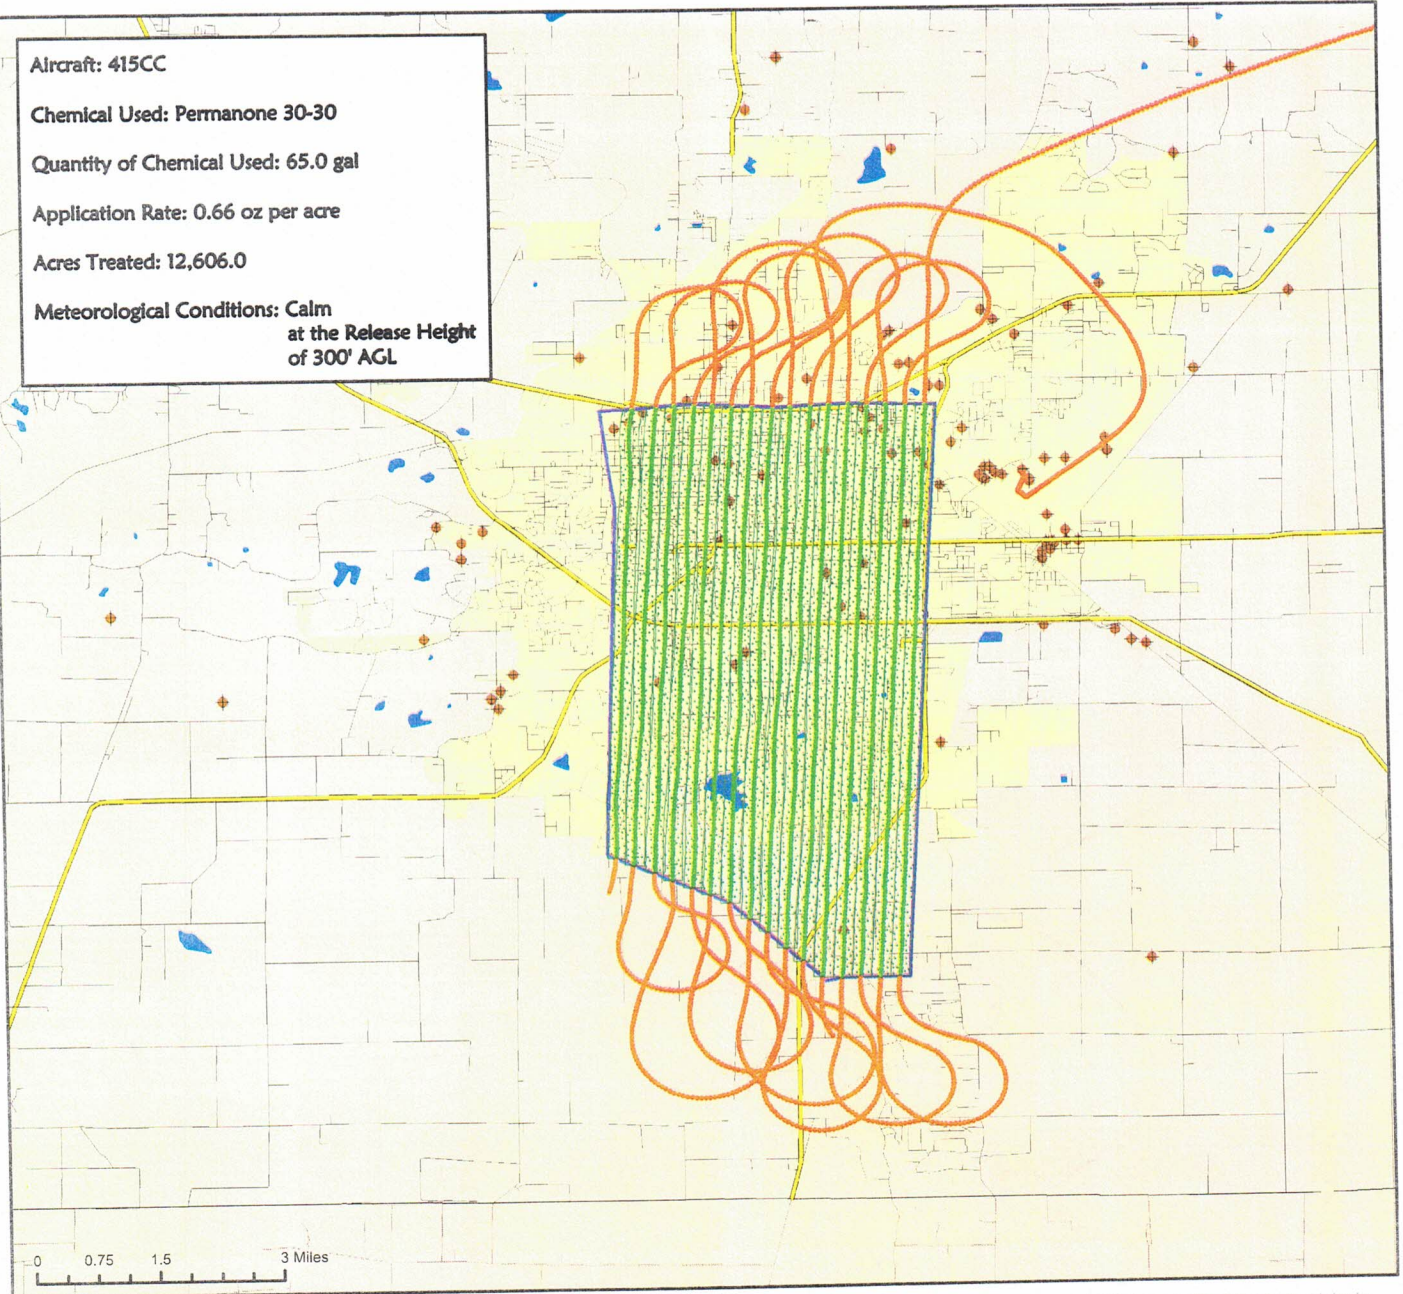 Aircraft: 415CC
Chemical Used: Permanone 30-30
Quantity of Chemical Used: 65.0 gal
Application Rate: 0.66 oz per acre
Acres Treated: 12,606.0
Meteorological Conditions: Calm
at the Release Height
of 300' AGL
0 0.75 1.5 3 Miles